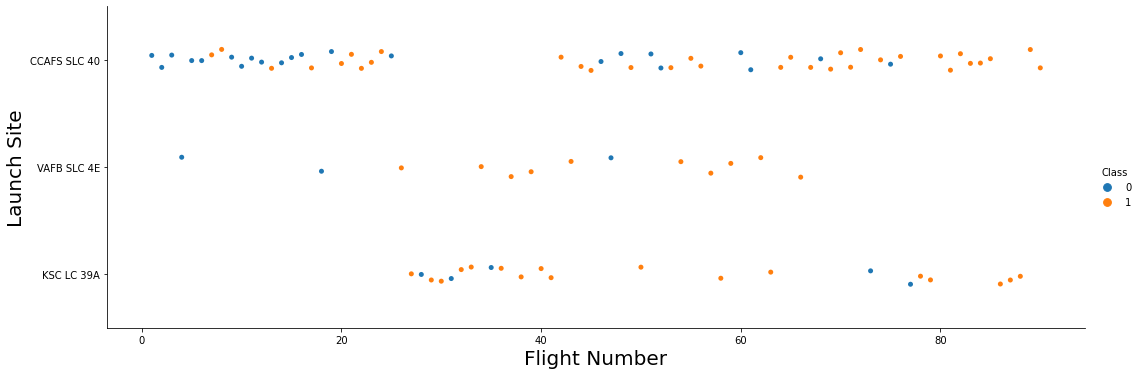 Launch Site
CCAFS SLC 40
VAFB SLC 4E
KSC LC 39A
0
20
40
60
80
Flight Number
Class
0
1